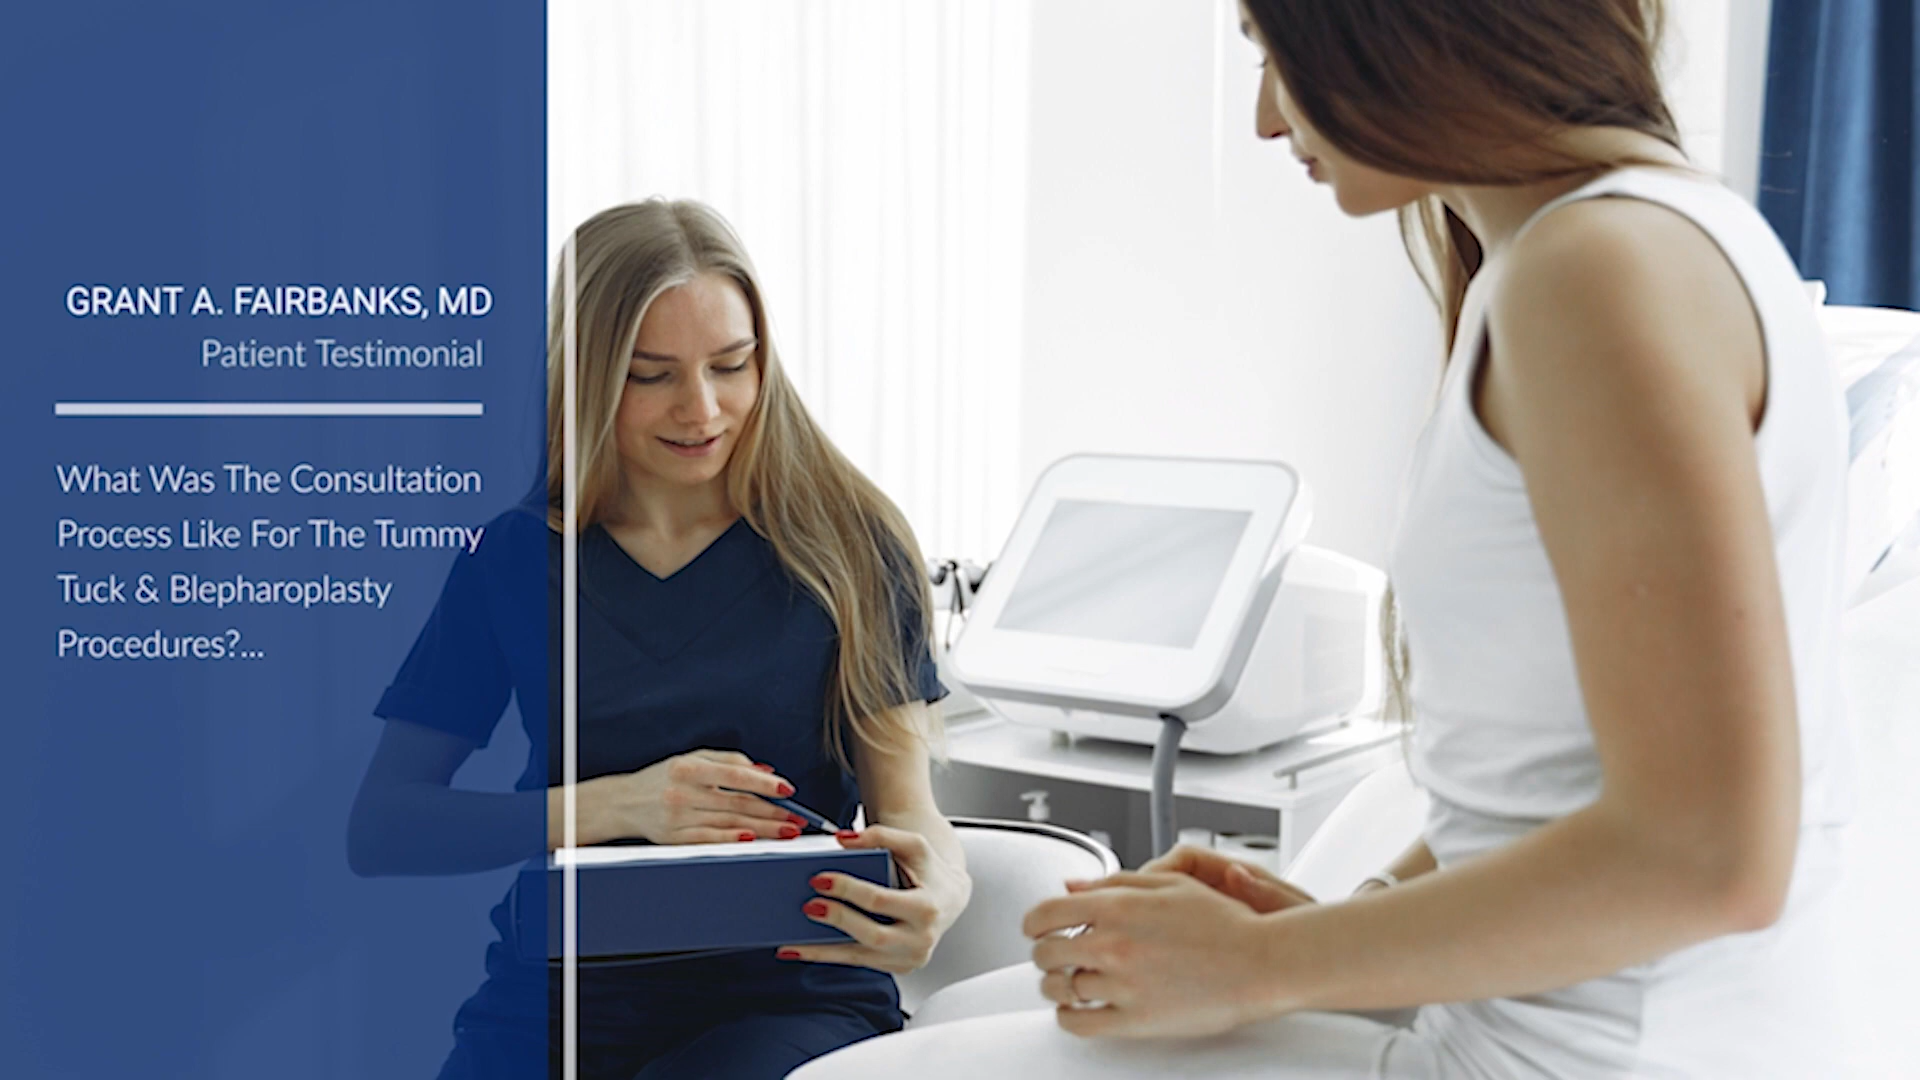 GRANT A. FAIRBANKS, MD
Patient Testimonial
What Was The Consultation
Process Like For The Tummy
Tuck & Blepharoplasty
Procedures?...